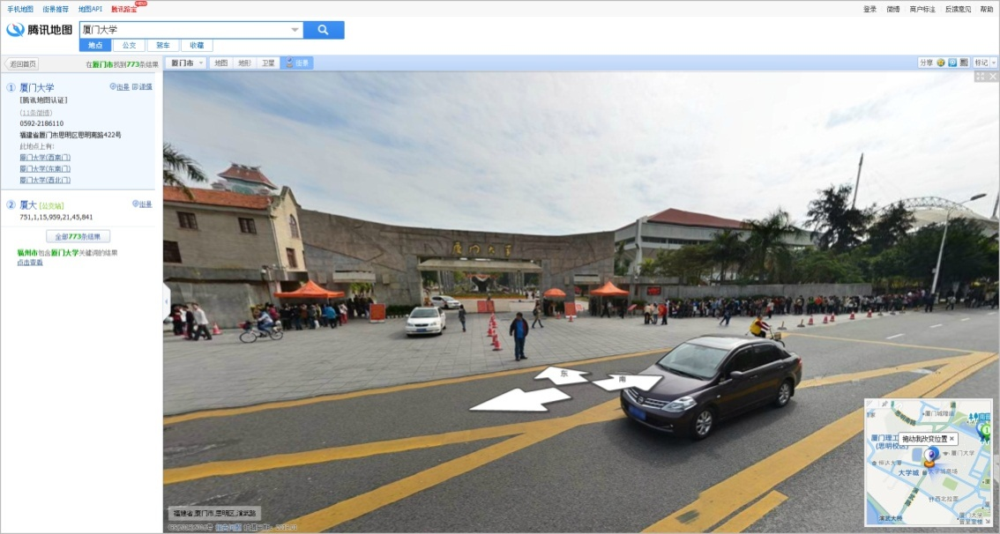 手机地图 街景推荐 地图API 腾讯路宝 NEW
登录 微博 商户标注 反馈意见 帮助
腾讯地图
厦门大学
地点 公交 驾车 收藏
返回首页
在厦门市找到773条结果
厦门市 地图 地形 卫星 街景
分享 标记
1 厦门大学 街景
[腾讯地图认证]
0592-2186110
福建省厦门市思明区思明南路422号
此地点上有:
厦门大学(西南门)
厦门大学(东南门)
厦门大学(西北门)
2 厦大 [公交站] 街景
751,1,15,959,21,45,841
全部773条结果
福州市包含厦门大学关键词的结果
点击查看
厦门大学
东
南
思明南路
厦门理工
(思明校区)
拖动我改变位置 ×
厦门大学
大学城
演武大桥
福建省,厦门市,思明区,演武路